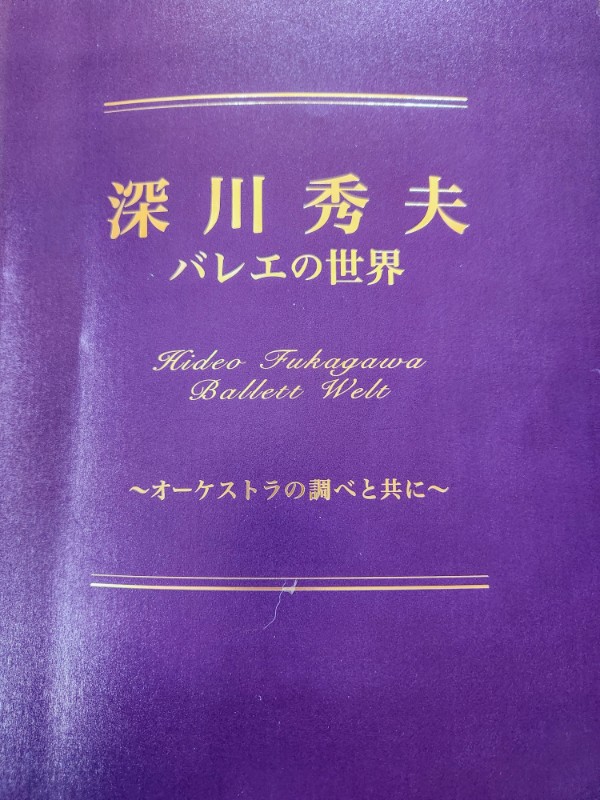 深川秀夫
バレエの世界
Hideo Fukagawa
Ballett Welt
～オーケストラの調べと共に～